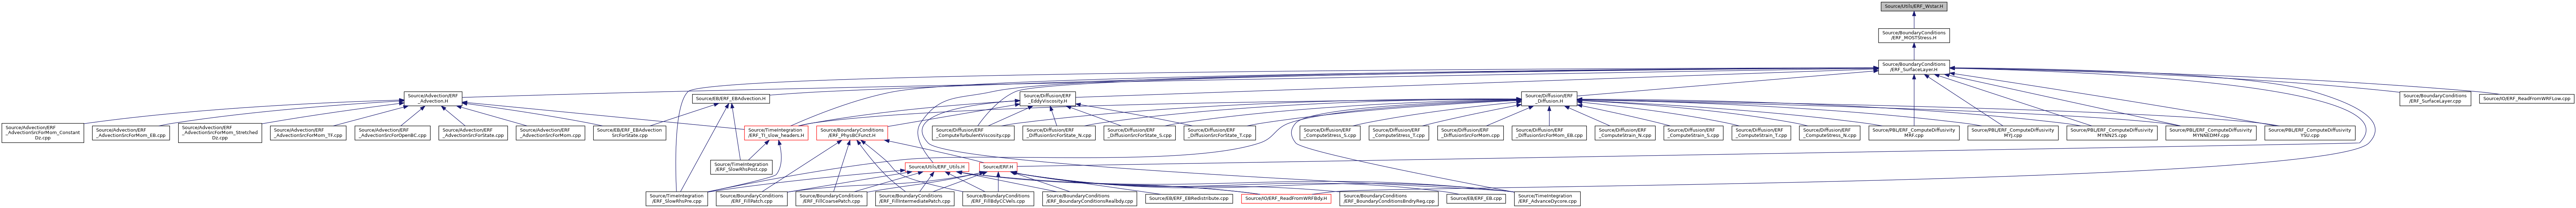 Source/Utils/ERF_Wstar.H
Source/BoundaryConditions
/ERF_MOSTStress.H
Source/BoundaryConditions
/ERF_SurfaceLayer.H
Source/Advection/ERF
_Advection.H
Source/EB/ERF_EBAdvection.H
Source/Diffusion/ERF
_EddyViscosity.H
Source/Diffusion/ERF
_Diffusion.H
Source/BoundaryConditions
/ERF_SurfaceLayer.cpp
Source/IO/ERF_ReadFromWRFLow.cpp
Source/Advection/ERF
_AdvectionSrcForMom_Constant
Dz.cpp
Source/Advection/ERF
_AdvectionSrcForMom_EB.cpp
Source/Advection/ERF
_AdvectionSrcForMom_Stretched
Dz.cpp
Source/Advection/ERF
_AdvectionSrcForMom_TF.cpp
Source/Advection/ERF
_AdvectionSrcForOpenBC.cpp
Source/Advection/ERF
_AdvectionSrcForState.cpp
Source/Advection/ERF
_AdvectionSrcForMom.cpp
Source/EB/ERF_EBAdvection
SrcForState.cpp
Source/TimeIntegration
/ERF_TI_slow_headers.H
Source/BoundaryConditions
/ERF_PhysBCFunct.H
Source/Diffusion/ERF
_ComputeTurbulentViscosity.cpp
Source/Diffusion/ERF
_DiffusionSrcForState_N.cpp
Source/Diffusion/ERF
_DiffusionSrcForState_S.cpp
Source/Diffusion/ERF
_DiffusionSrcForState_T.cpp
Source/Diffusion/ERF
_ComputeStress_S.cpp
Source/Diffusion/ERF
_ComputeStress_T.cpp
Source/Diffusion/ERF
_DiffusionSrcForMom.cpp
Source/Diffusion/ERF
_DiffusionSrcForMom_EB.cpp
Source/Diffusion/ERF
_ComputeStrain_N.cpp
Source/Diffusion/ERF
_ComputeStrain_S.cpp
Source/Diffusion/ERF
_ComputeStrain_T.cpp
Source/Diffusion/ERF
_ComputeStress_N.cpp
Source/PBL/ERF_ComputeDiffusivity
MRF.cpp
Source/PBL/ERF_ComputeDiffusivity
MYJ.cpp
Source/PBL/ERF_ComputeDiffusivity
MYNN25.cpp
Source/PBL/ERF_ComputeDiffusivity
MYNNEDMF.cpp
Source/PBL/ERF_ComputeDiffusivity
YSU.cpp
Source/TimeIntegration
/ERF_SlowRhsPost.cpp
Source/Utils/ERF_Utils.H
Source/ERF.H
Source/TimeIntegration
/ERF_SlowRhsPre.cpp
Source/BoundaryConditions
/ERF_FillPatch.cpp
Source/BoundaryConditions
/ERF_FillCoarsePatch.cpp
Source/BoundaryConditions
/ERF_FillIntermediatePatch.cpp
Source/BoundaryConditions
/ERF_FillBdyCCVels.cpp
Source/BoundaryConditions
/ERF_BoundaryConditionsRealbdy.cpp
Source/EB/ERF_EBRedistribute.cpp
Source/IO/ERF_ReadFromWRFBdy.H
Source/BoundaryConditions
/ERF_BoundaryConditionsBndryReg.cpp
Source/EB/ERF_EB.cpp
Source/TimeIntegration
/ERF_AdvanceDycore.cpp